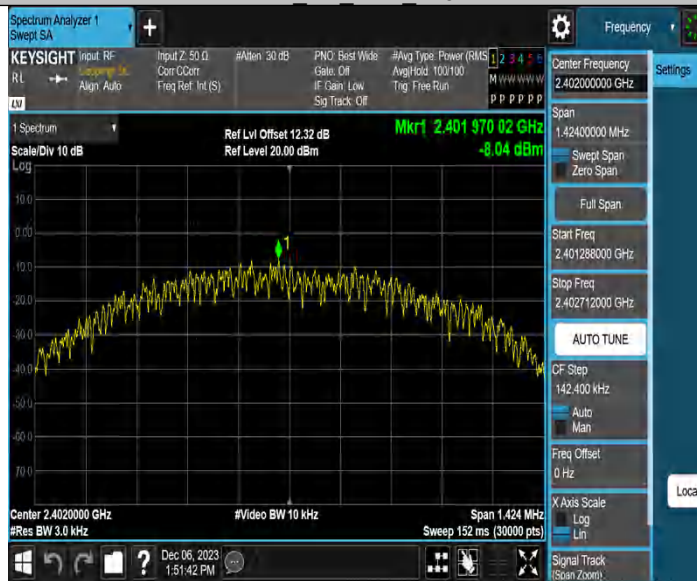 Spectrum Analyzer 1
Swept SA
+
Frequency
KEYSIGHT
RL
Input: RF
Align: Auto
Input Z: 50 Ω
Corr CCorr
Freq Ref: Int (S)
#Atten: 30 dB
PNO: Best Wide
Gate: Off
IF Gain: Low
Sig Track: Off
#Avg Type: Power (RMS
Avg|Hold: 100/100
Trig: Free Run
1 2 3 4 5 6
M W W W W W
P P P P P P
LXI
1 Spectrum
Scale/Div 10 dB
Log
Ref Lvl Offset 12.32 dB
Ref Level 20.00 dBm
Mkr1 2.401 970 02 GHz
-8.04 dBm
10.0
0.00
-10.0
-20.0
-30.0
-40.0
-50.0
-60.0
-70.0
1
Center 2.4020000 GHz
#Res BW 3.0 kHz
#Video BW 10 kHz
Span 1.424 MHz
Sweep 152 ms (30000 pts)
?
Dec 06, 2023
1:51:42 PM
Center Frequency
2.402000000 GHz
Span
1.42400000 MHz
Swept Span
Zero Span
Full Span
Start Freq
2.401288000 GHz
Stop Freq
2.402712000 GHz
AUTO TUNE
CF Step
142.400 kHz
Auto
Man
Freq Offset
0 Hz
X Axis Scale
Log
Lin
Signal Track
(Span Zoom)
Settings
Loca